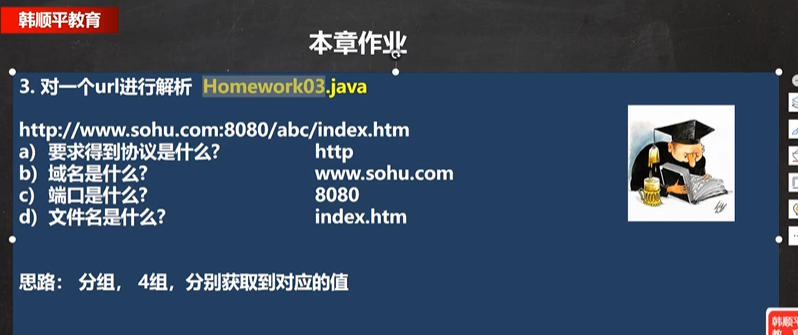 韩顺平教育
本章作业
3. 对一个url进行解析 Homework03.java
http://www.sohu.com:8080/abc/index.htm
a) 要求得到协议是什么? http
b) 域名是什么? www.sohu.com
c) 端口是什么? 8080
d) 文件名是什么? index.htm
思路： 分组， 4组，分别获取到对应的值
韩顺平